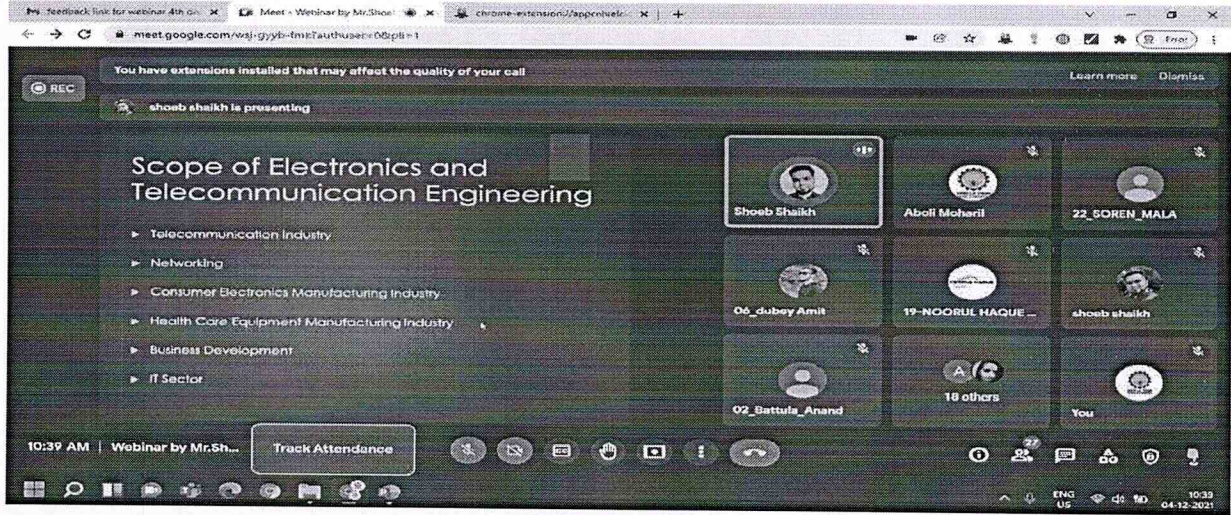 feedback link for webinar 4th
Meet - Webinar by Mr.Shoe
meet.google.com/wsj-gyyb-fmk?authuser=0&pli=1
Error
You have extensions installed that may affect the quality of your call
Learn more Dismiss
REC
shoeb shaikh is presenting
Scope of Electronics and
Telecommunication Engineering
► Telecommunication Industry
► Networking
► Consumer Electronics Manufacturing Industry
► Health Care Equipment Manufacturing Industry
► Business Development
► IT Sector
Shoeb Shaikh
Aboli Moharil
22_SOREN_MALA
06_dubey Amit
19-NOORUL HAQUE ...
shoeb shaikh
02_Battula_Anand
A
18 others
You
10:39 AM | Webinar by Mr.Sh...
Track Attendance
27
ENG
US
10:39
04-12-2021